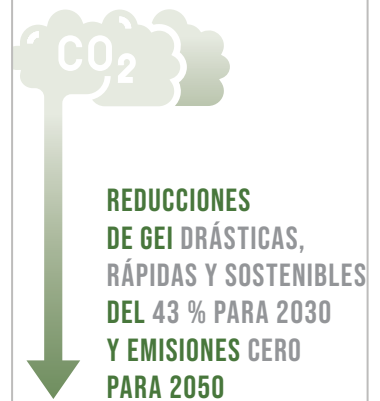 CO2
REDUCCIONES
DE GEI DRÁSTICAS,
RÁPIDAS Y SOSTENIBLES
DEL 43 % PARA 2030
Y EMISIONES CERO
PARA 2050